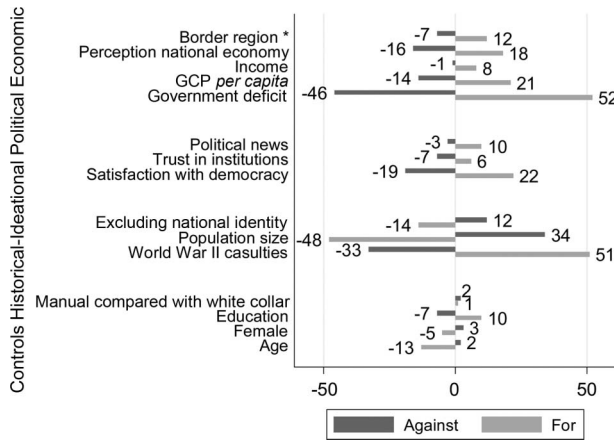 Controls Historical-Ideational Political Economic
Border region * -7 12
Perception national economy -16 18
Income -1 8
GCP per capita -14 21
Government deficit -46 52
Political news -3 10
Trust in institutions -7 6
Satisfaction with democracy -19 22
Excluding national identity -14 12
Population size -48 34
World War II casulties -33 51
Manual compared with white collar 2 1
Education -7 10
Female -5 3
Age -13 2
-50 0 50
Against For